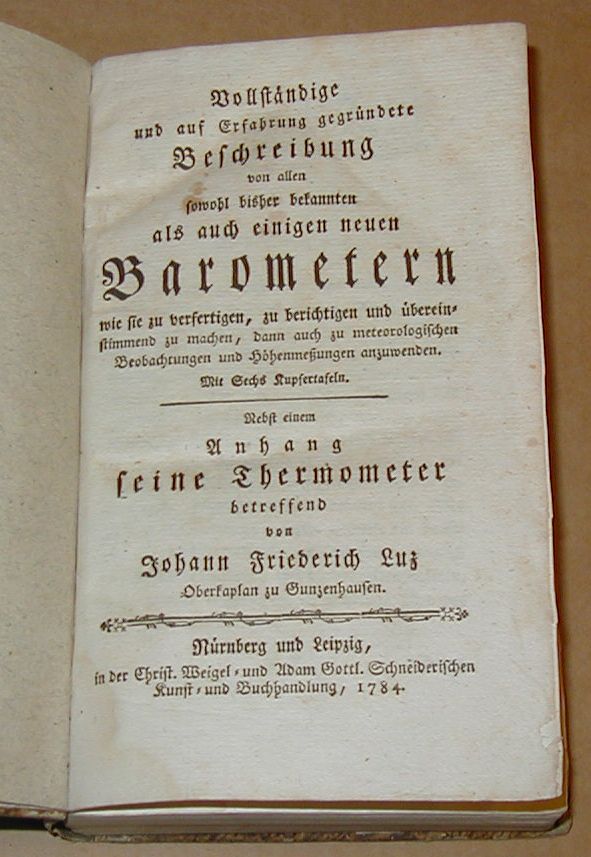 Vollständige
und auf Erfahrung gegründete
Beschreibung
von allen
sowohl bisher bekannten
als auch einigen neuen
Barometern
wie sie zu verfertigen, zu berichtigen und überein-
stimmend zu machen, dann auch zu meteorologischen
Beobachtungen und Höhenmeßungen anzuwenden.
Mit Sechs Kupfertafeln.
Nebst einem
Anhang
seine Thermometer
betreffend
von
Johann Friederich Luz
Oberkaplan zu Gunzenhausen.
Nürnberg und Leipzig,
in der Christ. Weigel- und Adam Gottl. Schneiderischen
Kunst- und Buchhandlung, 1784.